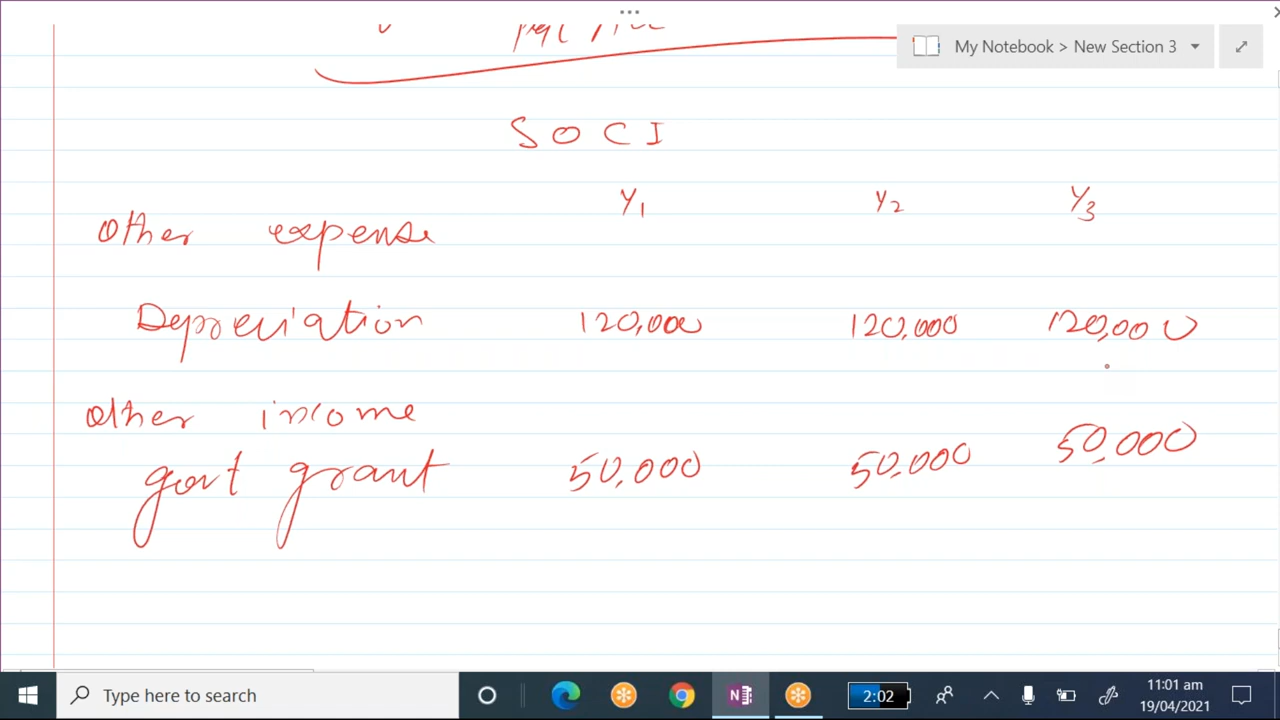 My Notebook > New Section 3
S O C I
Y1 Y2 Y3
Other expense
Depreciation 120,000 120,000 120,000
Other income
govt grant 50,000 50,000 50,000
Type here to search
2:02
11:01 am
19/04/2021